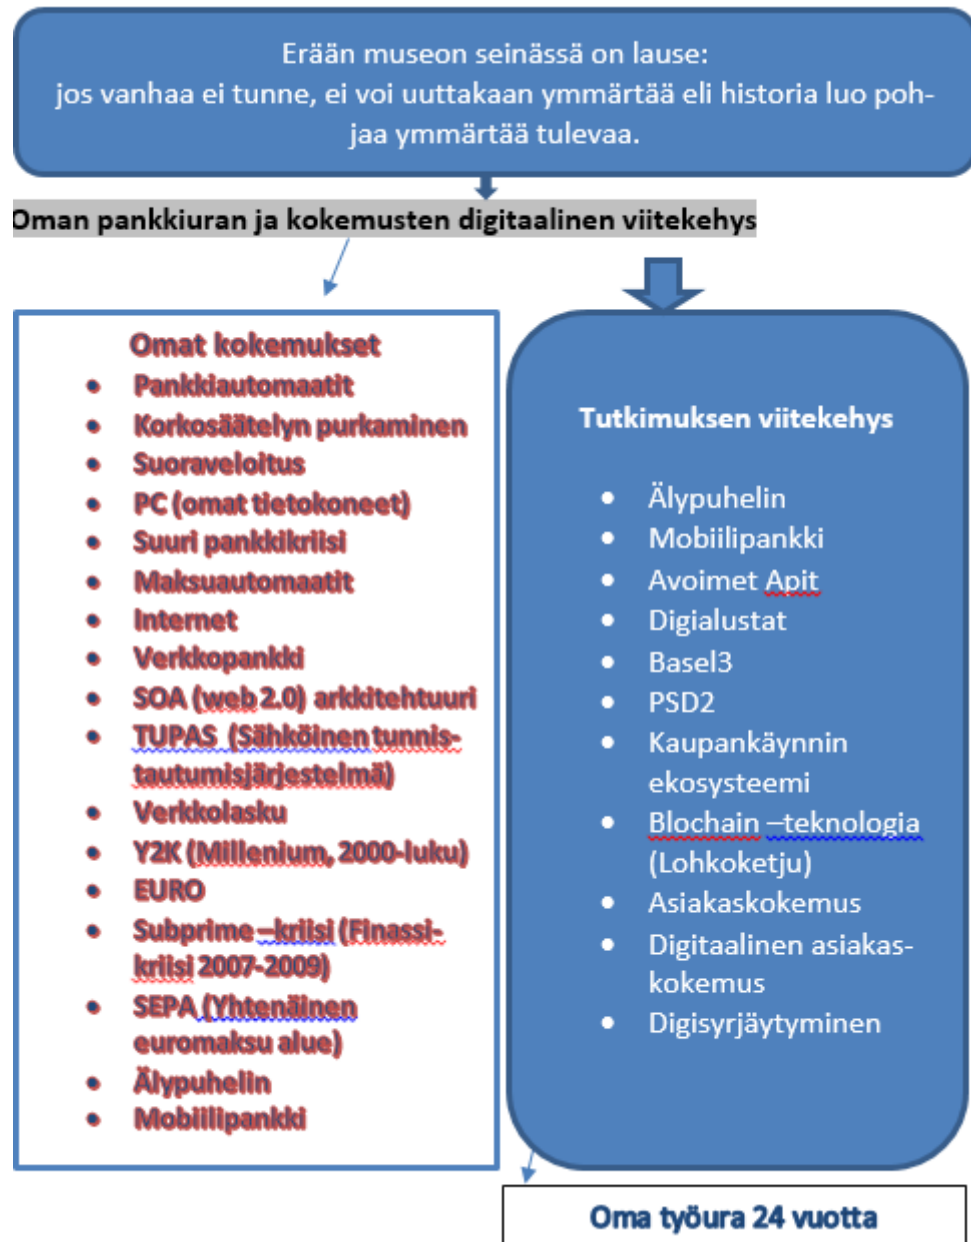 Erään museon seinässä on lause:
jos vanhaa ei tunne, ei voi uuttakaan ymmärtää eli historia luo poh-
jaa ymmärtää tulevaa.
Oman pankkiuran ja kokemusten digitaalinen viitekehys
Omat kokemukset
• Pankkiautomaatit
• Korkosäätelyn purkaminen
• Suoraveloitus
• PC (omat tietokoneet)
• Suuri pankkikriisi
• Maksuautomaatit
• Internet
• Verkkopankki
• SOA (web 2.0) arkkitehtuuri
• TUPAS (Sähköinen tunnis-
tautumisjärjestelmä)
• Verkkolasku
• Y2K (Millenium, 2000-luku)
• EURO
• Subprime –kriisi (Finassi-
kriisi 2007-2009)
• SEPA (Yhtenäinen
euromaksu alue)
• Älypuhelin
• Mobiilipankki
Tutkimuksen viitekehys
• Älypuhelin
• Mobiilipankki
• Avoimet Apit
• Digialustat
• Basel3
• PSD2
• Kaupankäynnin
ekosysteemi
• Blochain –teknologia
(Lohkoketju)
• Asiakaskokemus
• Digitaalinen asiakas-
kokemus
• Digisyrjäytyminen
Oma työura 24 vuotta